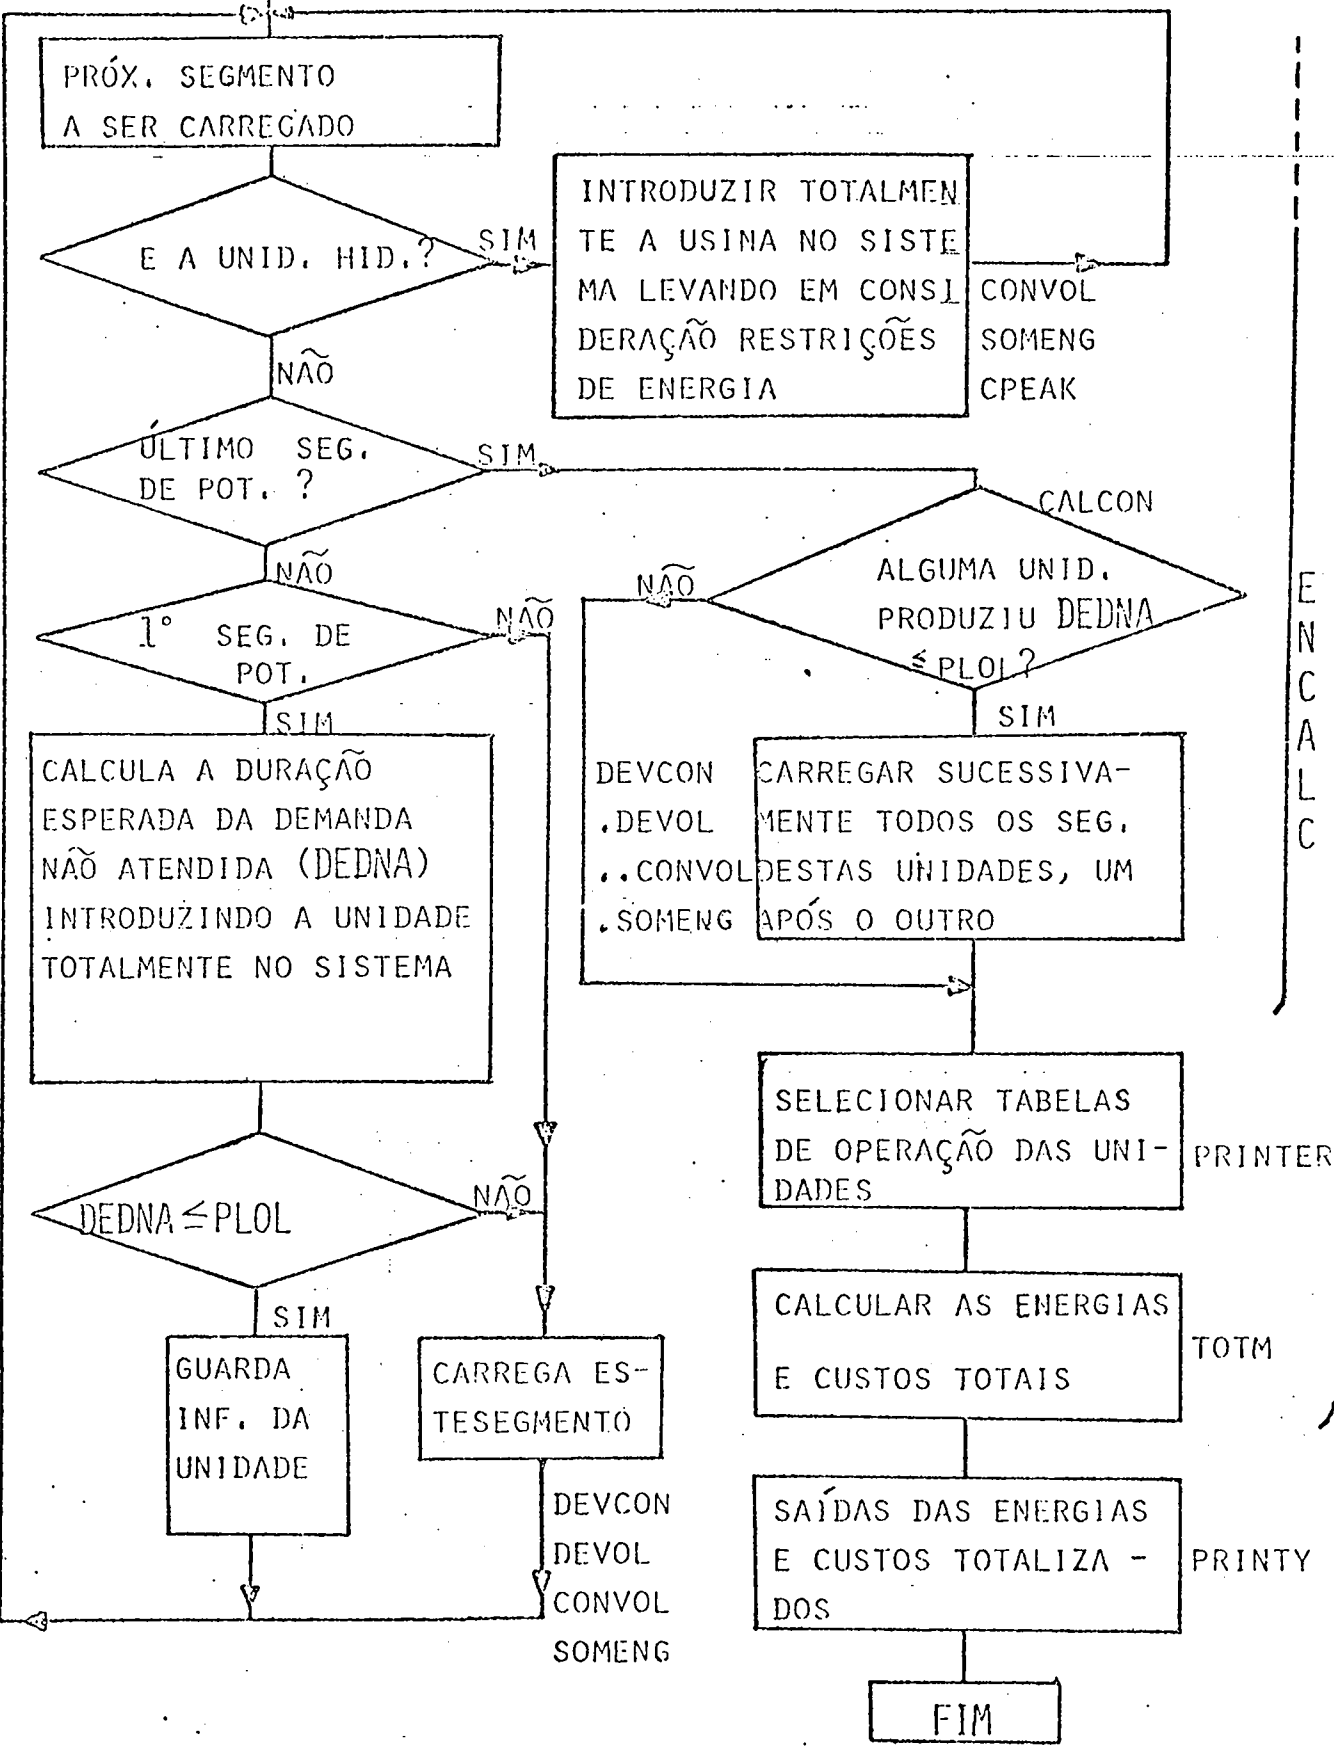 PRÓX. SEGMENTO
A SER CARREGADO
E A UNID. HID.?
SIM
INTRODUZIR TOTALMEN
TE A USINA NO SISTE
MA LEVANDO EM CONSI
DERAÇÃO RESTRIÇÕES
DE ENERGIA
CONVOL
SOMENG
CPEAK
NÃO
ÚLTIMO SEG.
DE POT. ?
SIM
NÃO
1° SEG. DE
POT.
NÃO
SIM
CALCON
ALGUMA UNID.
PRODUZIU DEDNA
≤ PLOL?
NÃO
SIM
CALCULA A DURAÇÃO
ESPERADA DA DEMANDA
NÃO ATENDIDA (DEDNA)
INTRODUZINDO A UNIDADE
TOTALMENTE NO SISTEMA
DEVCON
.DEVOL
..CONVOL
.SOMENG
CARREGAR SUCESSIVA-
MENTE TODOS OS SEG.
DESTAS UNIDADES, UM
APÓS O OUTRO
ENCALC
DEDNA ≤ PLOL
NÃO
SIM
GUARDA
INF. DA
UNIDADE
CARREGA ES-
TESEGMENTO
DEVCON
DEVOL
CONVOL
SOMENG
SELECIONAR TABELAS
DE OPERAÇÃO DAS UNI-
DADES
PRINTER
CALCULAR AS ENERGIAS
E CUSTOS TOTAIS
TOTM
SAÍDAS DAS ENERGIAS
E CUSTOS TOTALIZA -
DOS
PRINTY
FIM